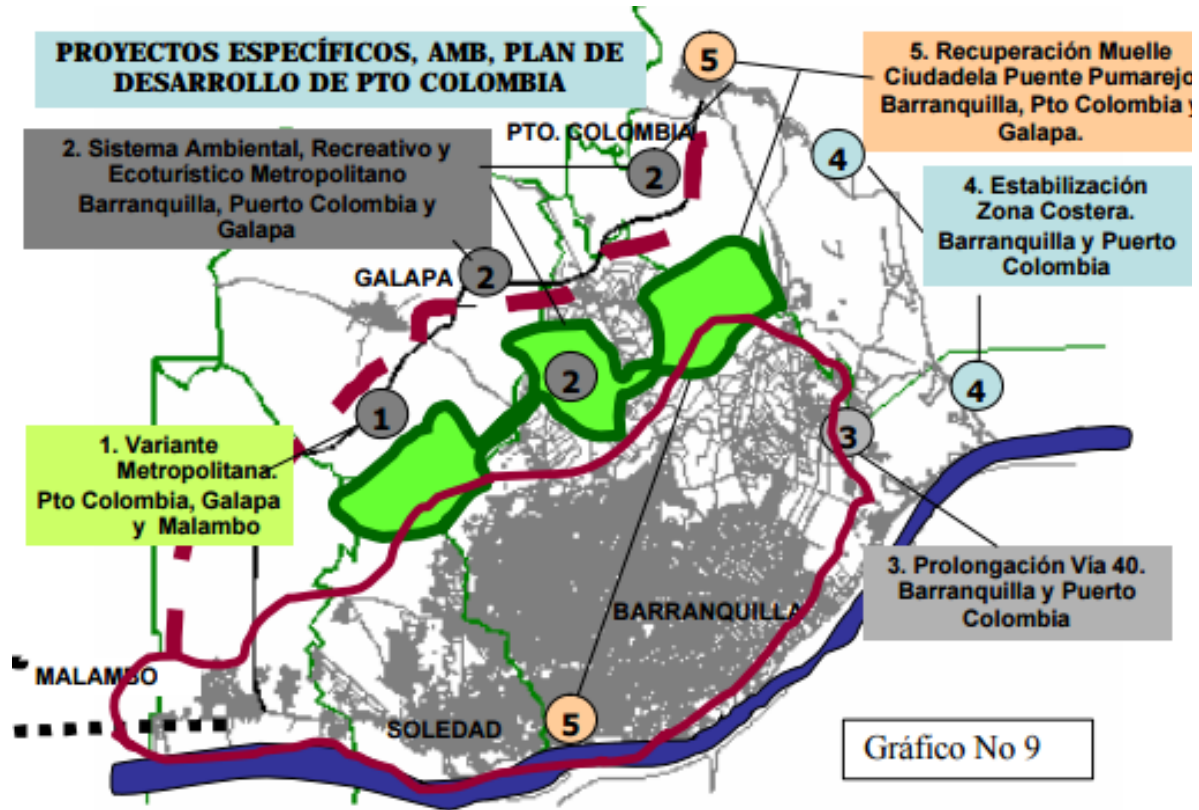 PROYECTOS ESPECÍFICOS, AMB, PLAN DE
DESARROLLO DE PTO COLOMBIA
5
5. Recuperación Muelle
Ciudadela Puente Pumarejo
Barranquilla, Pto Colombia y
Galapa.
PTO. COLOMBIA
2. Sistema Ambiental, Recreativo y
Ecoturístico Metropolitano
Barranquilla, Puerto Colombia y
Galapa
2
4
4. Estabilización
Zona Costera.
Barranquilla y Puerto
Colombia
GALAPA
2
2
4
1
3
1. Variante
Metropolitana.
Pto Colombia, Galapa
y Malambo
3. Prolongación Vía 40.
Barranquilla y Puerto
Colombia
BARRANQUILLA
MALAMBO
SOLEDAD
5
Gráfico No 9